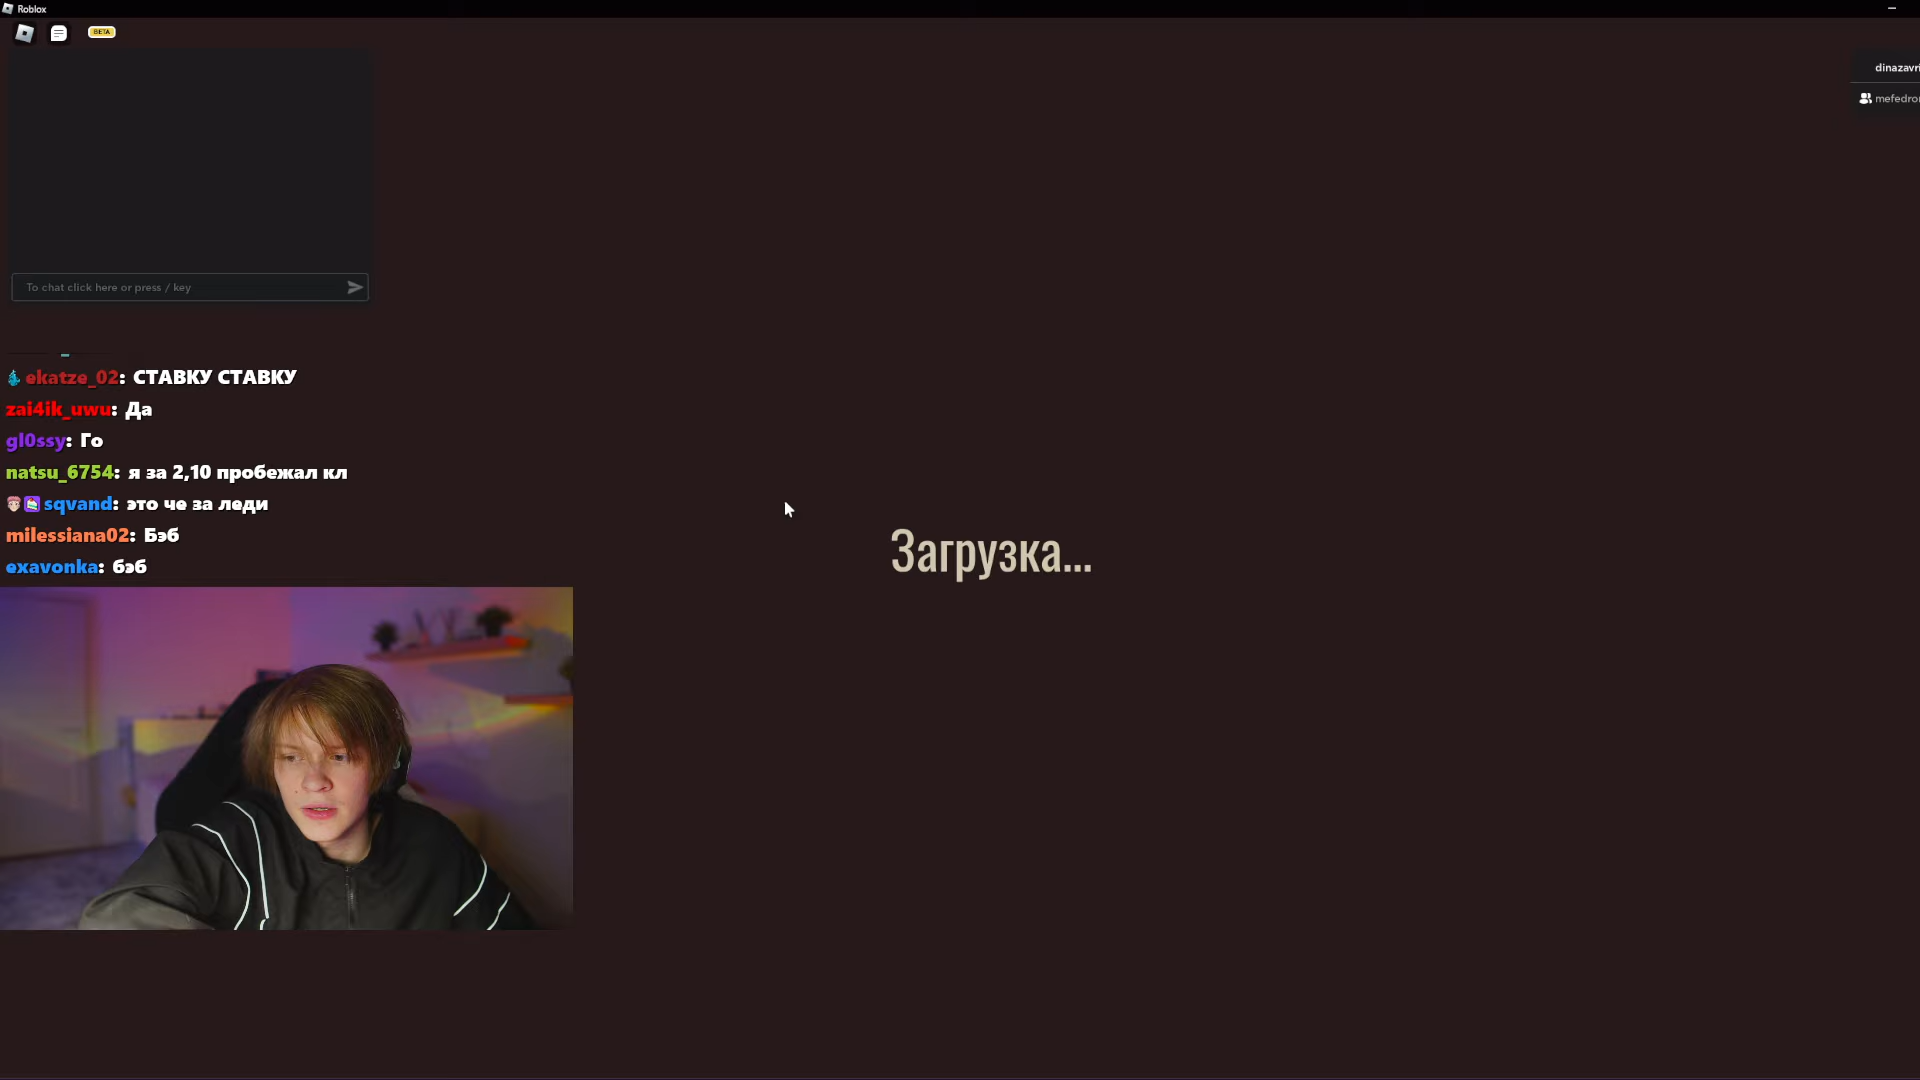 Roblox
BETA
To chat click here or press / key
ekatze_02: СТАВКУ СТАВКУ
zai4ik_uwu: Да
gl0ssy: Го
natsu_6754: я за 2,10 пробежал кл
sqvand: это че за леди
milessiana02: Бэб
exavonka: бэб
Загрузка...
dinazavri
mefedro